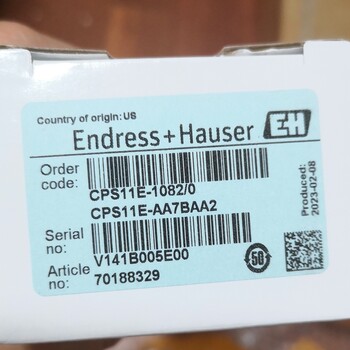 Country of origin: US
Endress+Hauser EH
Order code:
CPS11E-1082/0
CPS11E-AA7BAA2
Serial no:
V141B005E00
Article no:
70188329
50
Produced:
2023-02-08